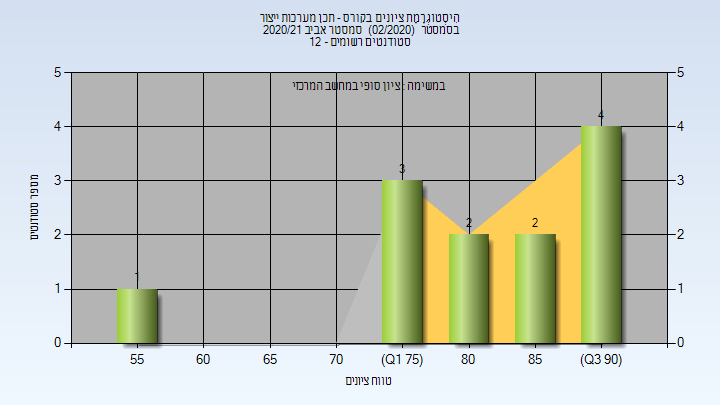 היסטוגרמת ציונים בקורס - תכן מערכות ייצור
בסמסטר (02/2020) סמסטר אביב 2020/21
סטודנטים רשומים - 12
במשימה : ציון סופי במחשב המרכזי
מספר סטודנטים
5
4
3
2
1
0
5
4
3
2
1
0
1
3
2
2
4
55 60 65 70 (Q1 75) 80 85 (Q3 90)
טווח ציונים